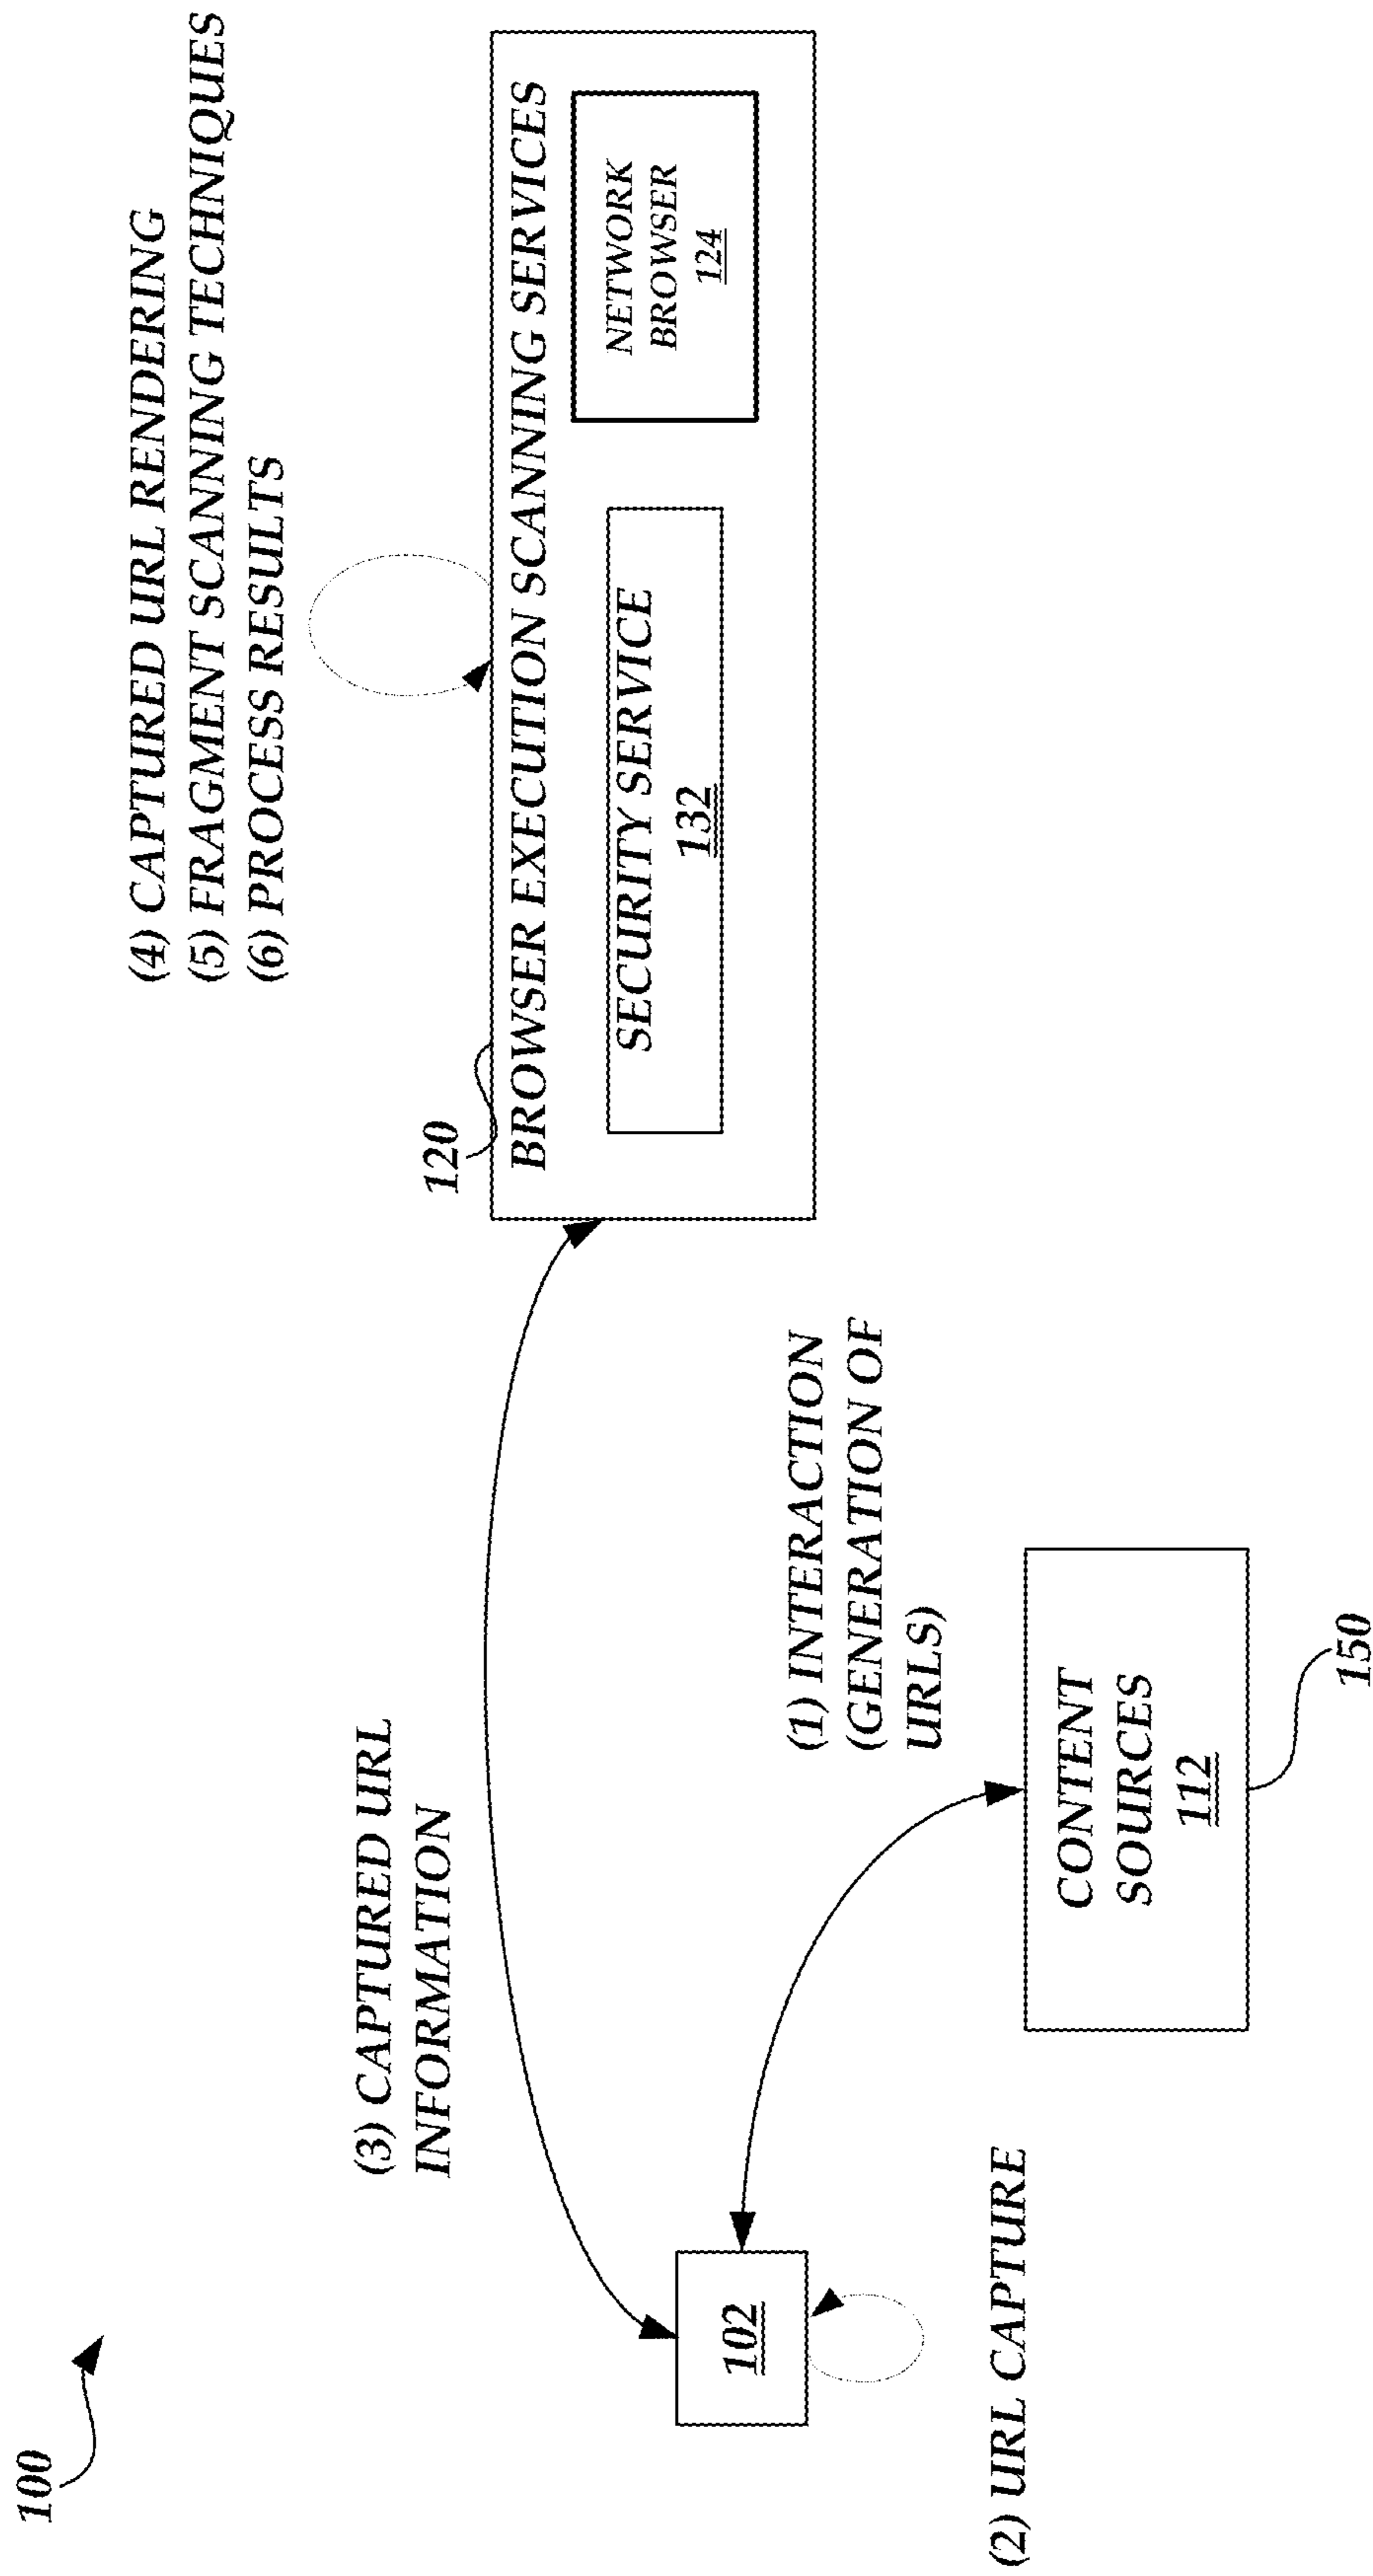 100
(4) CAPTURED URL RENDERING
(5) FRAGMENT SCANNING TECHNIQUES
(6) PROCESS RESULTS
(3) CAPTURED URL
INFORMATION
120
BROWSER EXECUTION SCANNING SERVICES
SECURITY SERVICE
132
NETWORK
BROWSER
124
102
(1) INTERACTION
(GENERATION OF
URLS)
(2) URL CAPTURE
CONTENT
SOURCES
112
150